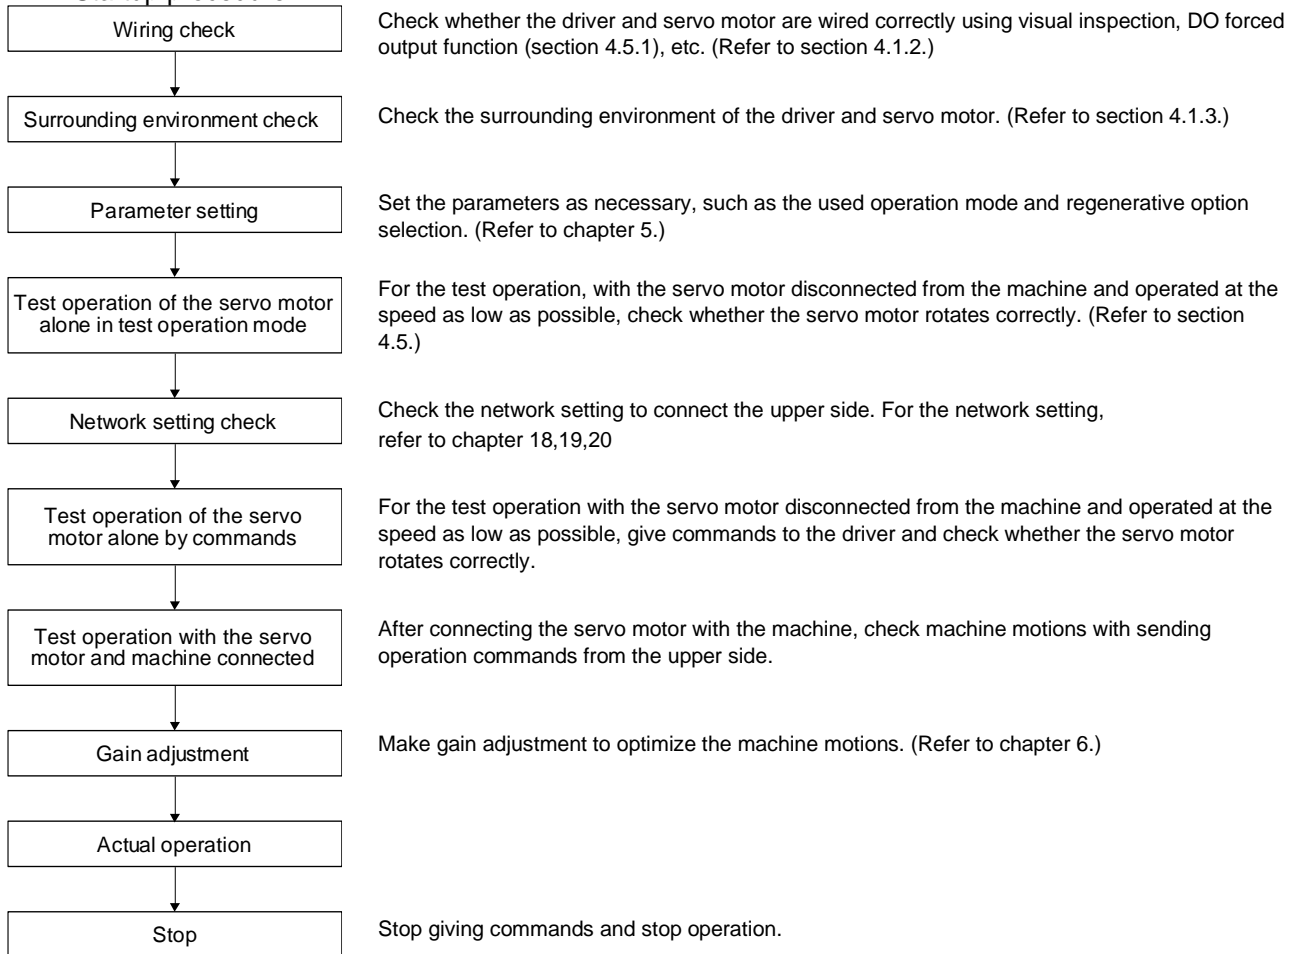 Wiring check
Check whether the driver and servo motor are wired correctly using visual inspection, DO forced
output function (section 4.5.1), etc. (Refer to section 4.1.2.)
Surrounding environment check
Check the surrounding environment of the driver and servo motor. (Refer to section 4.1.3.)
Parameter setting
Set the parameters as necessary, such as the used operation mode and regenerative option
selection. (Refer to chapter 5.)
Test operation of the servo motor
alone in test operation mode
For the test operation, with the servo motor disconnected from the machine and operated at the
speed as low as possible, check whether the servo motor rotates correctly. (Refer to section
4.5.)
Network setting check
Check the network setting to connect the upper side. For the network setting,
refer to chapter 18,19,20
Test operation of the servo
motor alone by commands
For the test operation with the servo motor disconnected from the machine and operated at the
speed as low as possible, give commands to the driver and check whether the servo motor
rotates correctly.
Test operation with the servo
motor and machine connected
After connecting the servo motor with the machine, check machine motions with sending
operation commands from the upper side.
Gain adjustment
Make gain adjustment to optimize the machine motions. (Refer to chapter 6.)
Actual operation
Stop
Stop giving commands and stop operation.